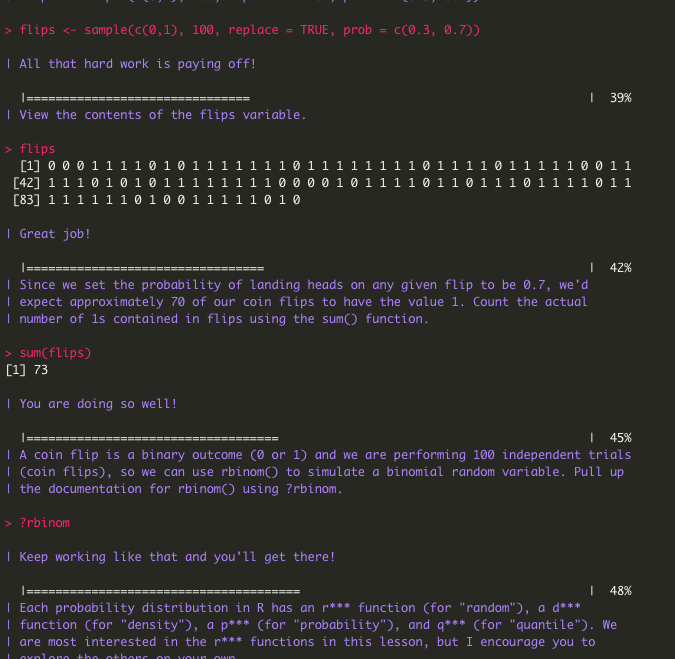 > flips <- sample(c(0,1), 100, replace = TRUE, prob = c(0.3, 0.7))
| All that hard work is paying off!
|=============================== | 39%
| View the contents of the flips variable.
> flips
[1] 0 0 0 1 1 1 1 0 1 0 1 1 1 1 1 1 1 0 1 1 1 1 1 1 1 1 0 1 1 1 1 0 1 1 1 1 1 0 0 1 1
[42] 1 1 1 0 1 0 1 0 1 1 1 1 1 1 1 1 0 0 0 0 1 0 1 1 1 1 0 1 1 0 1 1 1 0 1 1 1 1 0 1 1
[83] 1 1 1 1 1 1 0 1 0 0 1 1 1 1 1 0 1 0
| Great job!
|================================= | 42%
| Since we set the probability of landing heads on any given flip to be 0.7, we'd
| expect approximately 70 of our coin flips to have the value 1. Count the actual
| number of 1s contained in flips using the sum() function.
> sum(flips)
[1] 73
| You are doing so well!
|=================================== | 45%
| A coin flip is a binary outcome (0 or 1) and we are performing 100 independent trials
| (coin flips), so we can use rbinom() to simulate a binomial random variable. Pull up
| the documentation for rbinom() using ?rbinom.
> ?rbinom
| Keep working like that and you'll get there!
|====================================== | 48%
| Each probability distribution in R has an r*** function (for "random"), a d***
| function (for "density"), a p*** (for "probability"), and q*** (for "quantile"). We
| are most interested in the r*** functions in this lesson, but I encourage you to
| explore the others on your own.